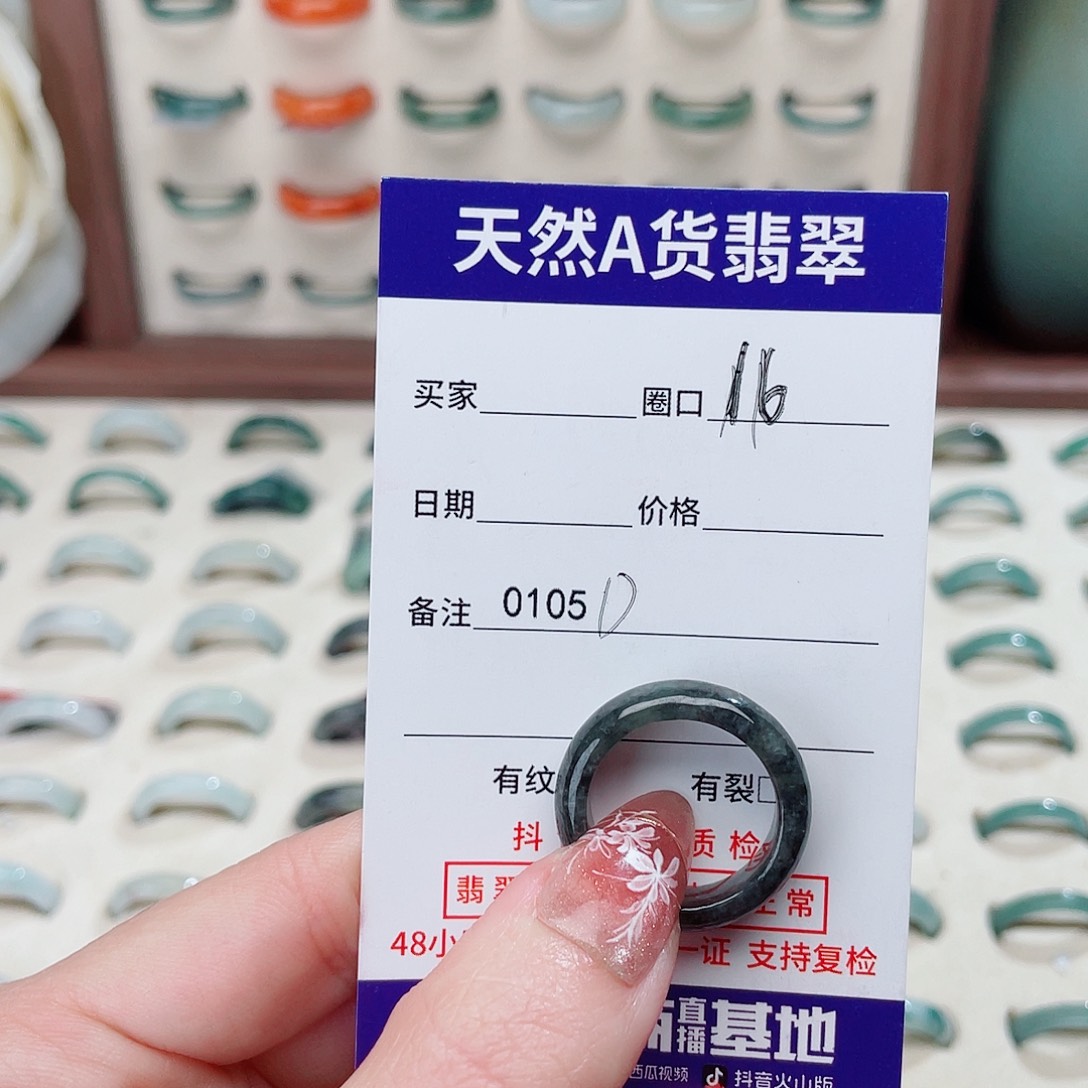 天然A货翡翠
买家 圈口 16
日期 价格
备注 0105 D
有纹 有裂□
抖 质检
翡翠 正常
48小 一证 支持复检
直播基地
西瓜视频 抖音火山版